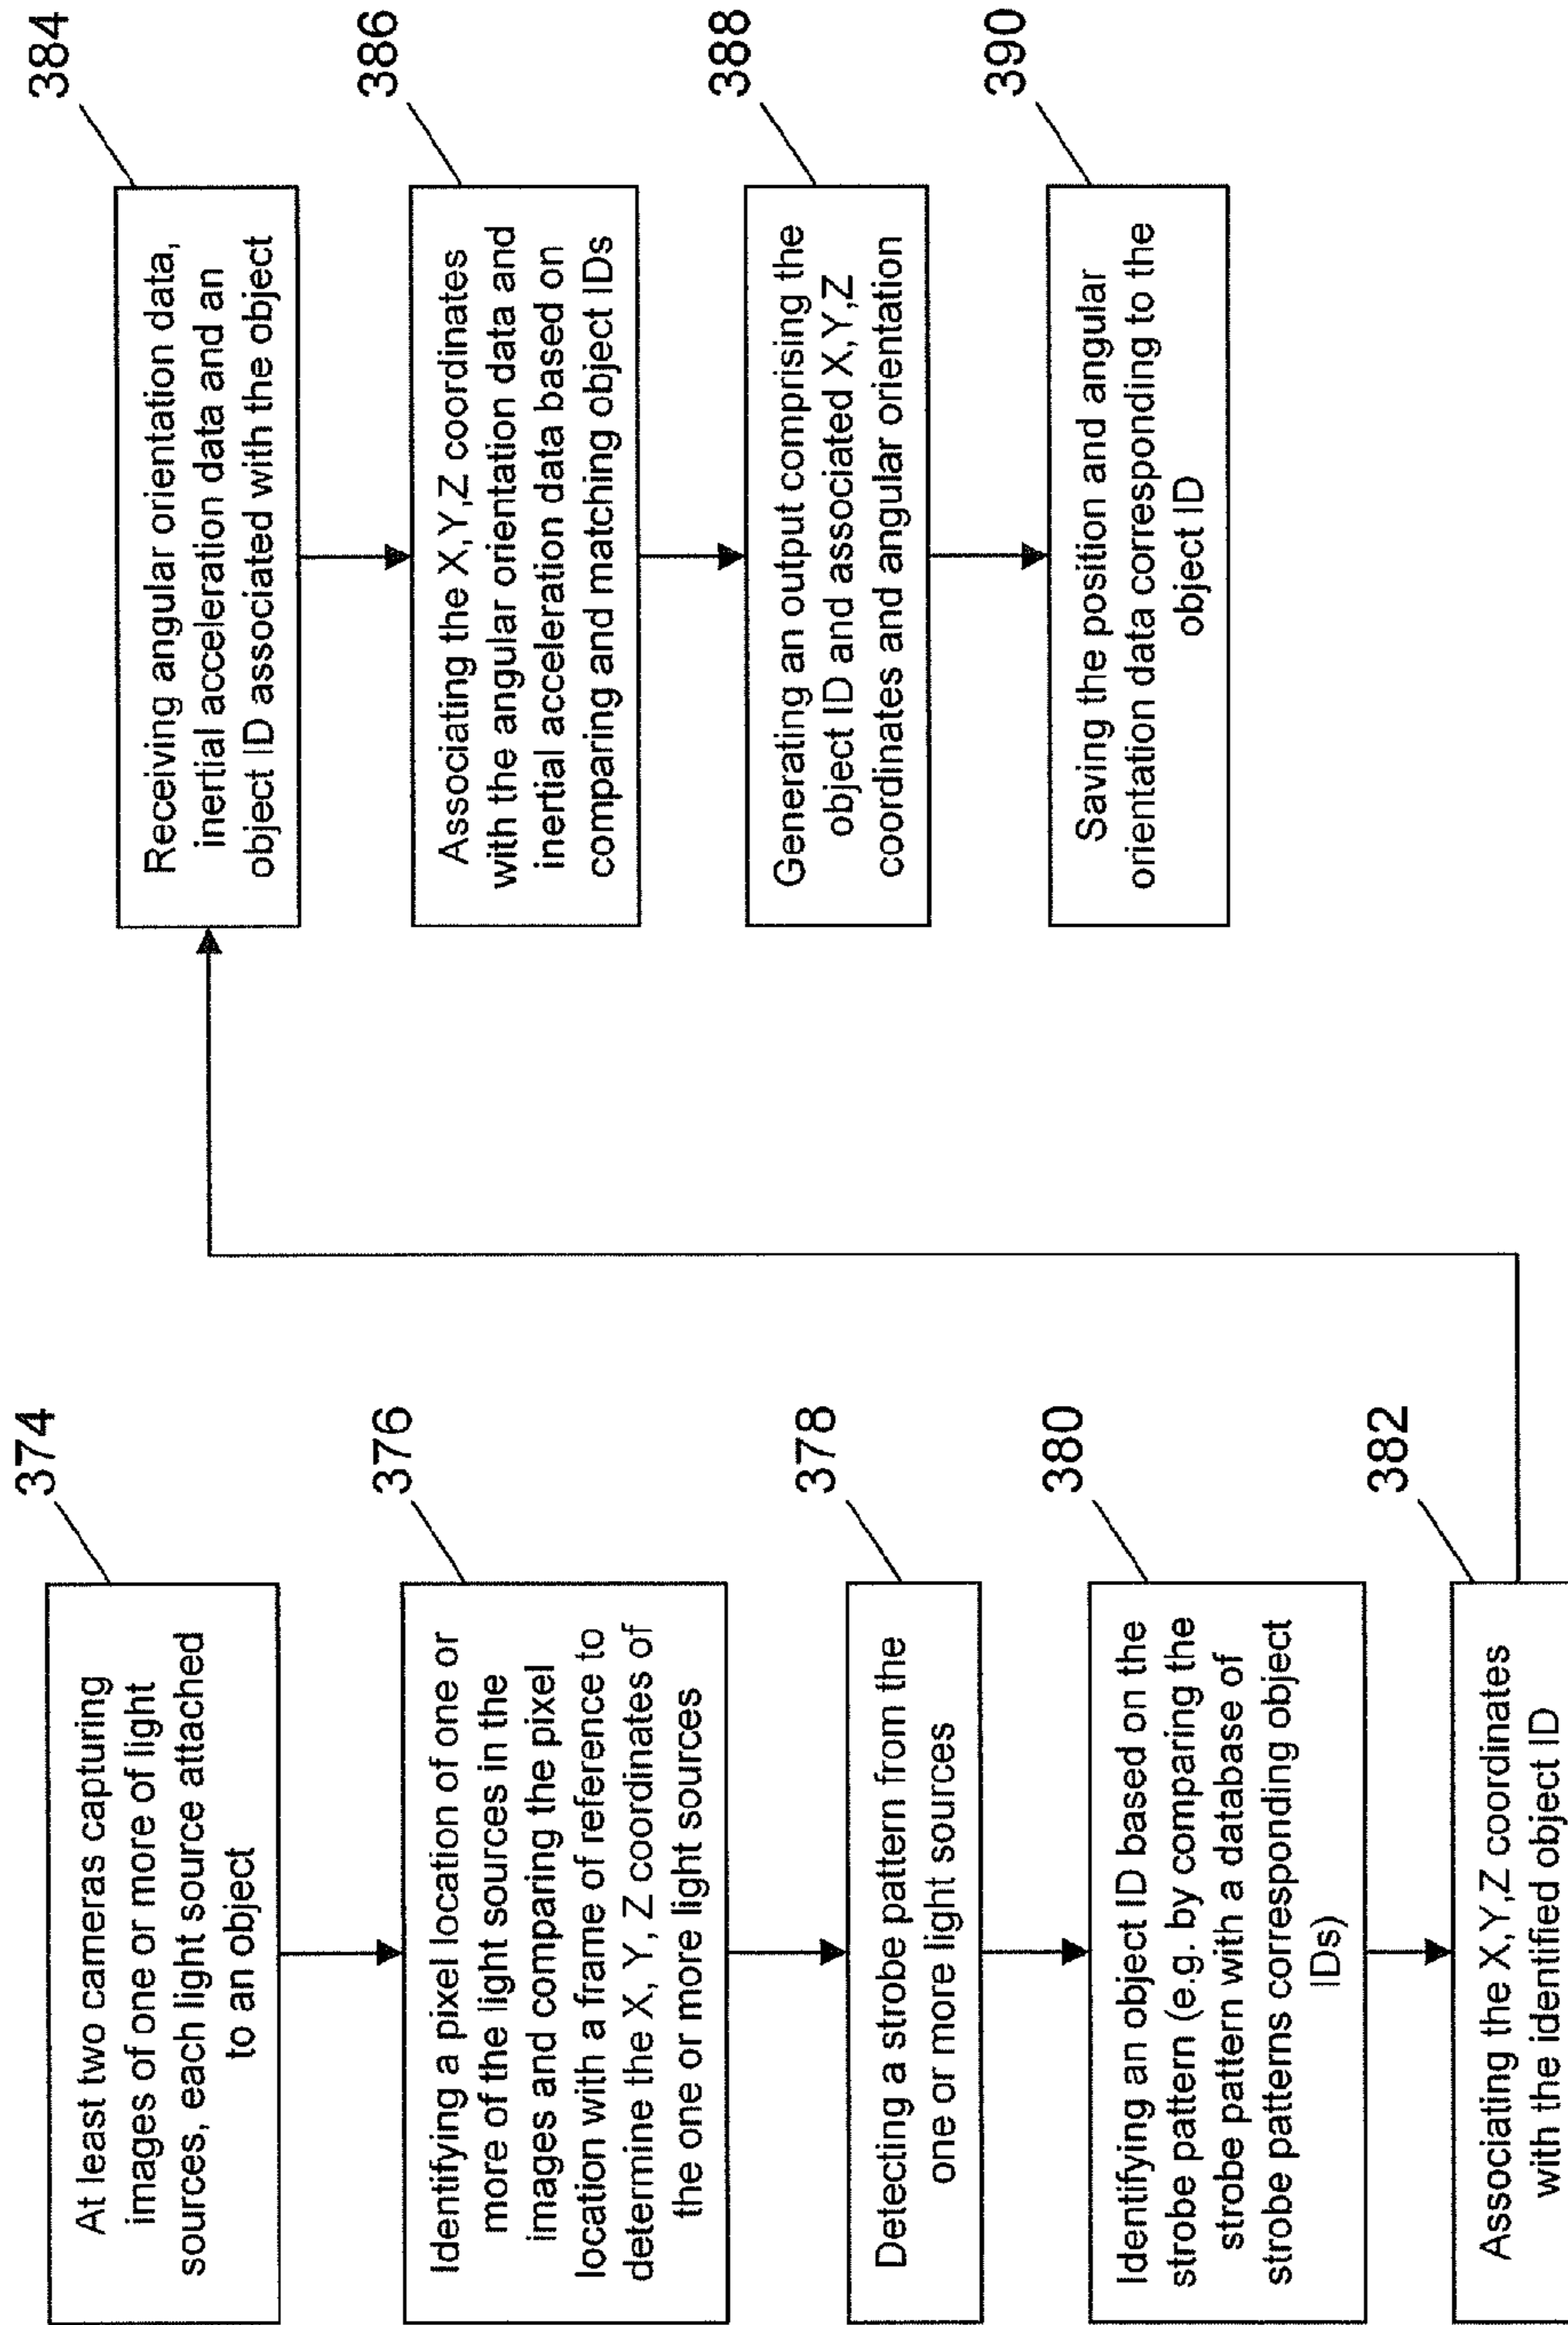 374
At least two cameras capturing
images of one or more of light
sources, each light source attached
to an object
376
Identifying a pixel location of one or
more of the light sources in the
images and comparing the pixel
location with a frame of reference to
determine the X, Y, Z coordinates of
the one or more light sources
378
Detecting a strobe pattern from the
one or more light sources
380
Identifying an object ID based on the
strobe pattern (e.g. by comparing the
strobe pattern with a database of
strobe patterns corresponding object
IDs)
382
Associating the X,Y,Z coordinates
with the identified object ID
384
Receiving angular orientation data,
inertial acceleration data and an
object ID associated with the object
386
Associating the X,Y,Z coordinates
with the angular orientation data and
inertial acceleration data based on
comparing and matching object IDs
388
Generating an output comprising the
object ID and associated X,Y,Z
coordinates and angular orientation
390
Saving the position and angular
orientation data corresponding to the
object ID